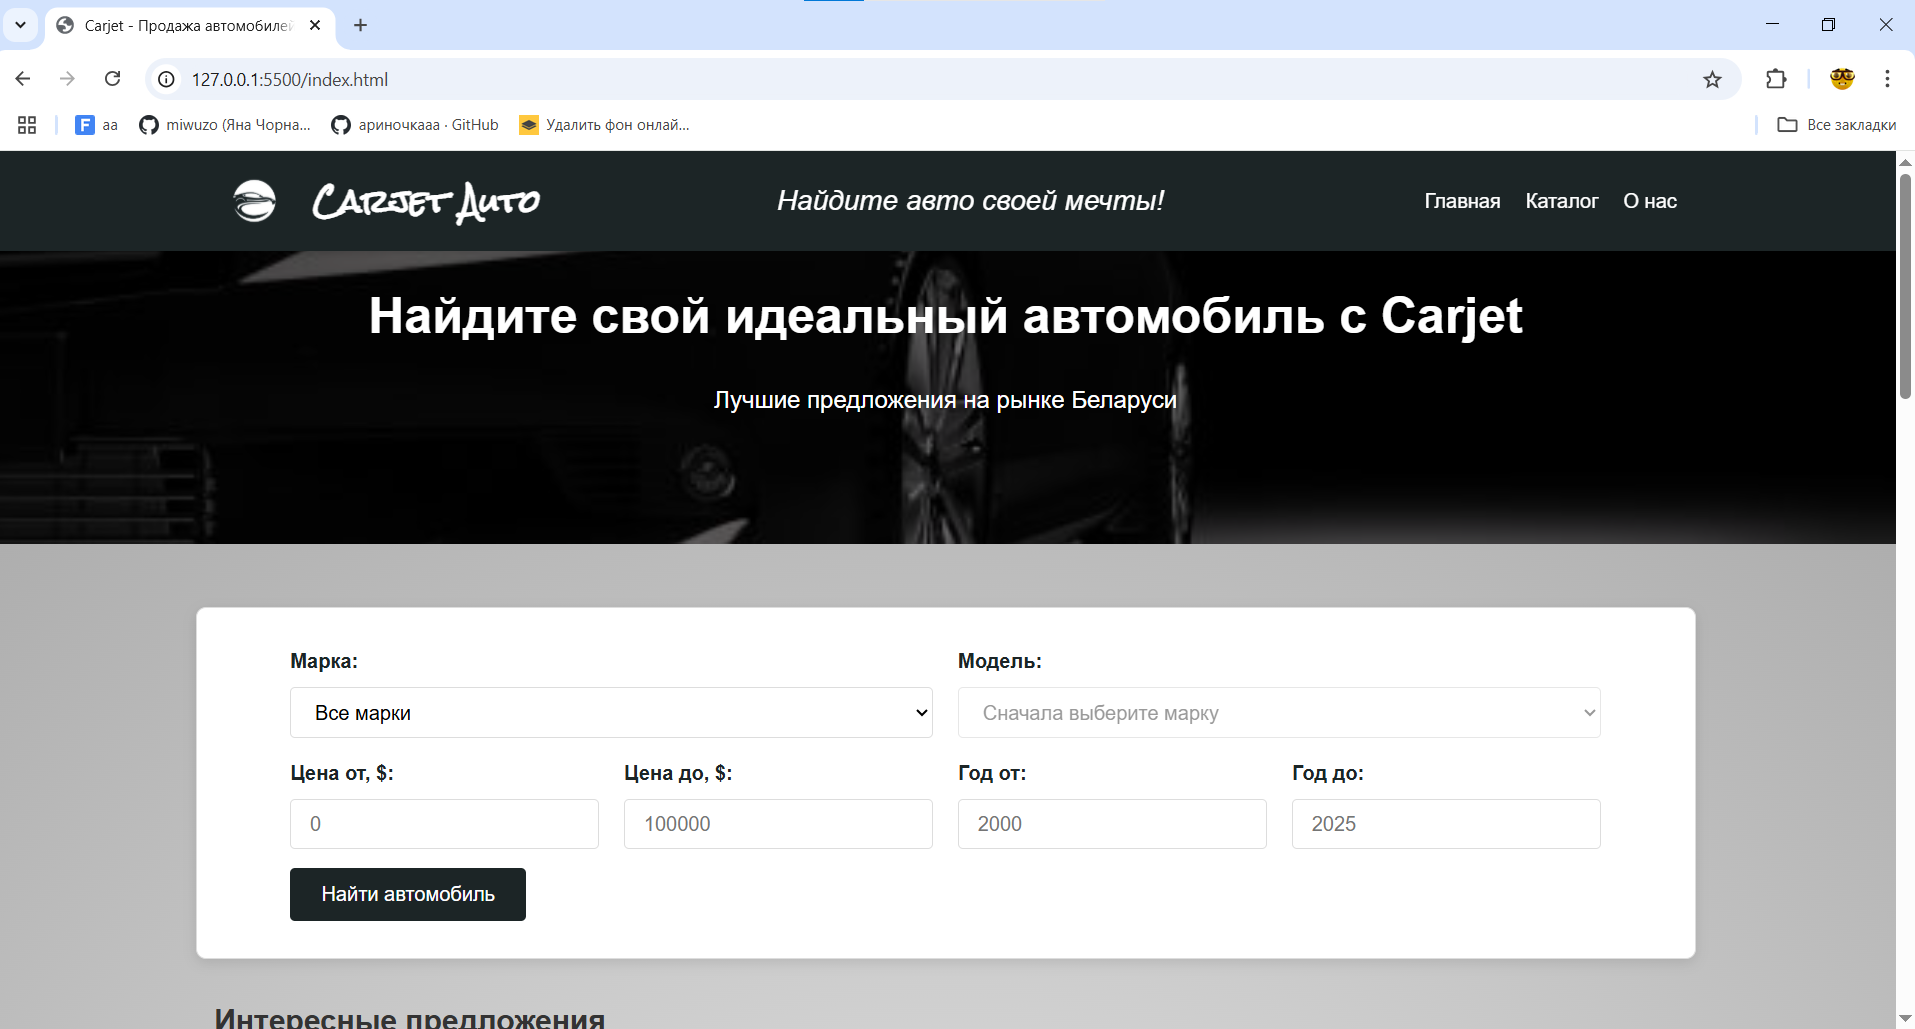 Carjet - Продажа автомобилей
127.0.0.1:5500/index.html
aa
miwuzo (Яна Чорна...
ариночкааа · GitHub
Удалить фон онлай...
Все закладки
Carjet Auto
Найдите авто своей мечты!
Главная
Каталог
О нас
Найдите свой идеальный автомобиль с Carjet
Лучшие предложения на рынке Беларуси
Марка:
Модель:
Все марки
Сначала выберите марку
Цена от, $:
Цена до, $:
Год от:
Год до:
0
100000
2000
2025
Найти автомобиль
Интересные предложения